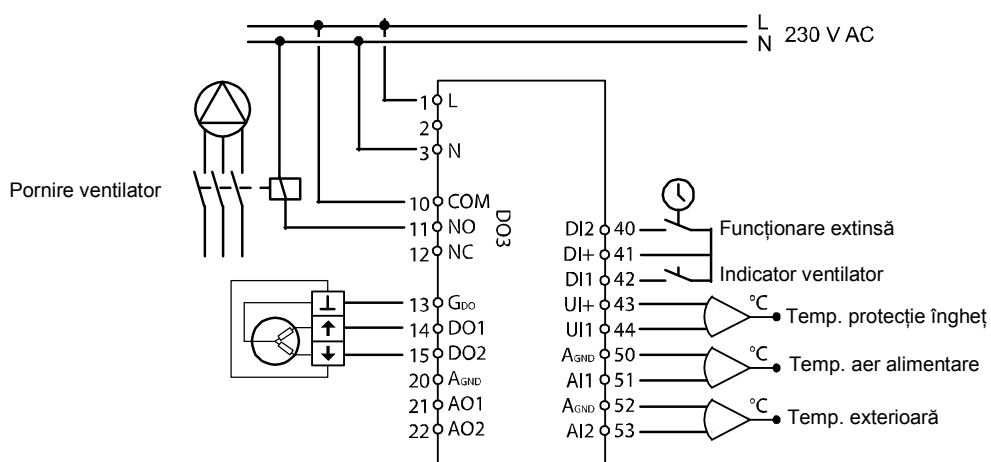 L
N 230 V AC
1 L
2
3 N
Pornire ventilator
10 COM
11 NO
12 NC
DO3
13 GDO
14 DO1
15 DO2
20 AGND
21 AO1
22 AO2
DI2 40 Funcționare extinsă
DI+ 41
DI1 42 Indicator ventilator
UI+ 43
UI1 44
°C Temp. protecție îngheț
AGND 50
AI1 51
°C Temp. aer alimentare
AGND 52
AI2 53
°C Temp. exterioară